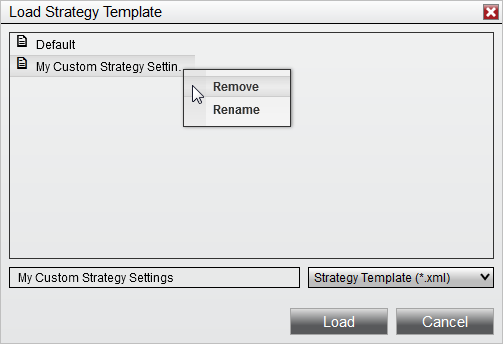 Load Strategy Template
Default
My Custom Strategy Settin..
Remove
Rename
My Custom Strategy Settings
Strategy Template (*.xml)
Load
Cancel